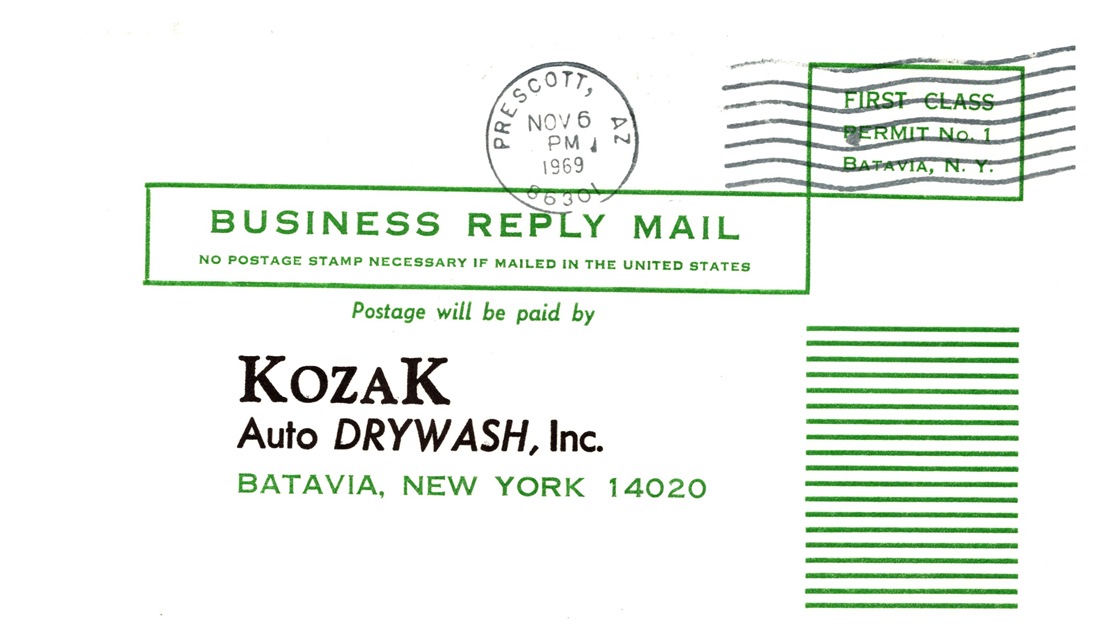 PRESCOTT, AZ
NOV 6
PM
1969
86301
FIRST CLASS
PERMIT No. 1
BATAVIA, N. Y.
BUSINESS REPLY MAIL
NO POSTAGE STAMP NECESSARY IF MAILED IN THE UNITED STATES
Postage will be paid by
KOZAK
Auto DRYWASH, Inc.
BATAVIA, NEW YORK 14020